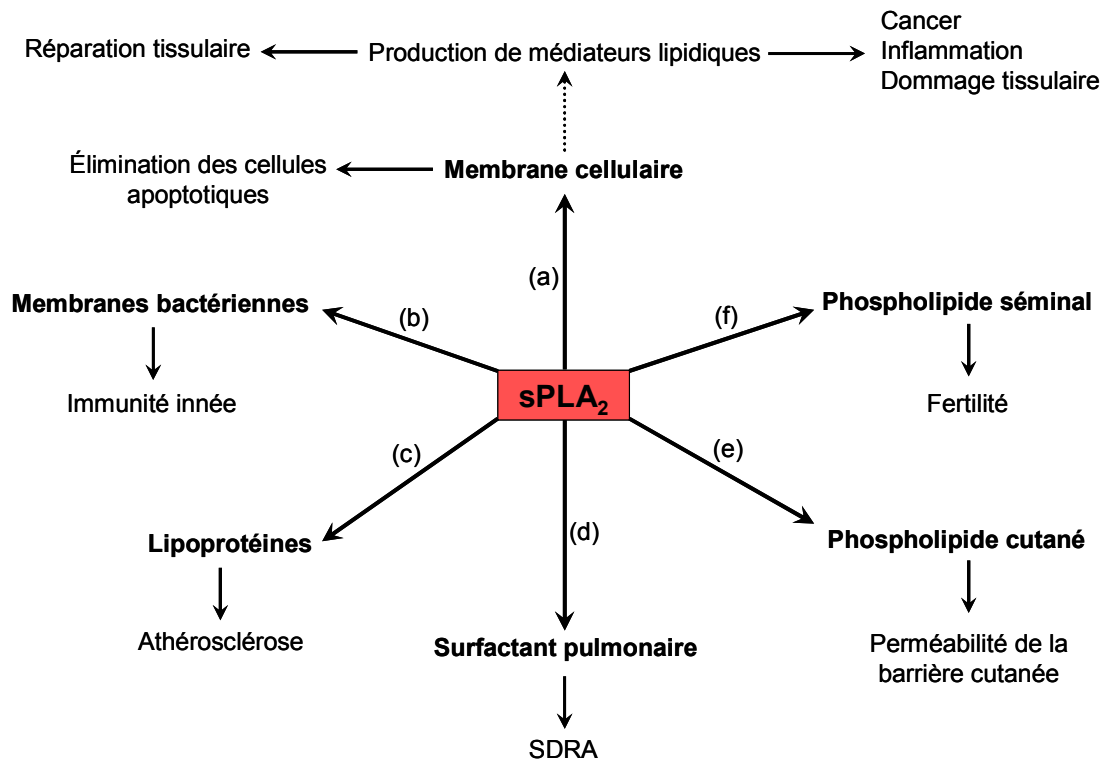 Cancer
Réparation tissulaire
Production de médiateurs lipidiques
Inflammation
Dommage tissulaire
Élimination des cellules
apoptotiques
Membrane cellulaire
(a)
Membranes bactériennes
(b)
(f)
Phospholipide séminal
Immunité innée
sPLA₂
Fertilité
(c)
(e)
(d)
Lipoprotéines
Phospholipide cutané
Athérosclérose
Surfactant pulmonaire
Perméabilité de la
barrière cutanée
SDRA